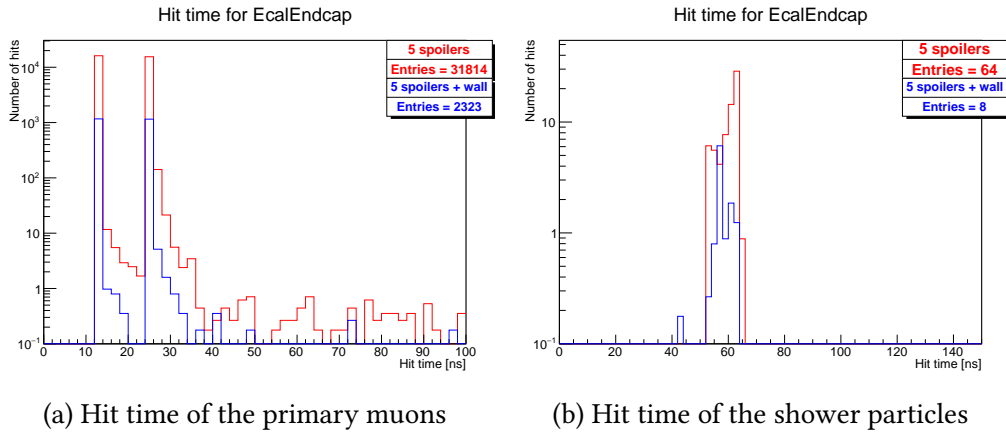 Hit time for EcalEndcap
Number of hits
10^4
10^3
10^2
10
1
10^−1
5 spoilers
Entries = 31814
5 spoilers + wall
Entries = 2323
0 10 20 30 40 50 60 70 80 90 100
Hit time [ns]
(a) Hit time of the primary muons
Hit time for EcalEndcap
Number of hits
10
1
10^−1
5 spoilers
Entries = 64
5 spoilers + wall
Entries = 8
0 20 40 60 80 100 120 140
Hit time [ns]
(b) Hit time of the shower particles